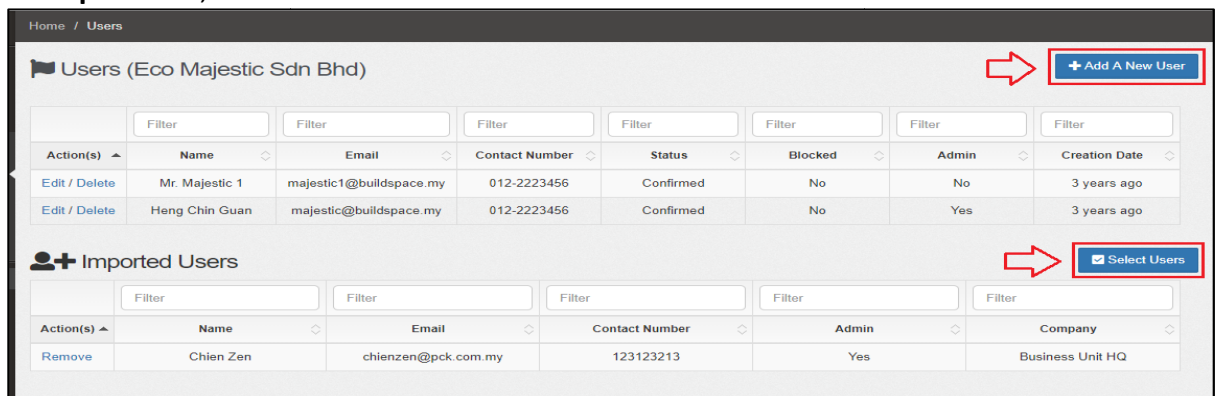 Home / Users
Users (Eco Majestic Sdn Bhd)
+ Add A New User
Filter Filter Filter Filter Filter Filter Filter
Action(s) Name Email Contact Number Status Blocked Admin Creation Date
Edit / Delete Mr. Majestic 1 majestic1@buildspace.my 012-2223456 Confirmed No No 3 years ago
Edit / Delete Heng Chin Guan majestic@buildspace.my 012-2223456 Confirmed No Yes 3 years ago
Imported Users
Select Users
Filter Filter Filter Filter Filter
Action(s) Name Email Contact Number Admin Company
Remove Chien Zen chienzen@pck.com.my 123123213 Yes Business Unit HQ